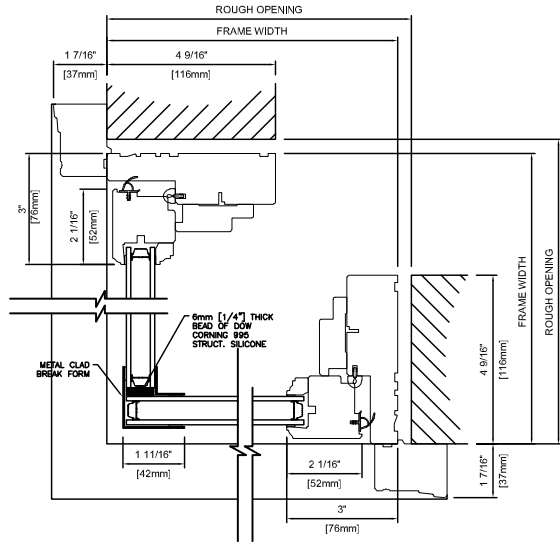 ROUGH OPENING
FRAME WIDTH
1 7/16"
[37mm]
4 9/16"
[116mm]
3"
[76mm]
2 1/16"
[52mm]
6mm [1/4"] THICK
BEAD OF DOW
CORNING 995
STRUCT. SILICONE
METAL CLAD
BREAK FORM
FRAME WIDTH
ROUGH OPENING
4 9/16"
[116mm]
1 11/16"
[42mm]
2 1/16"
[52mm]
3"
[76mm]
1 7/16"
[37mm]